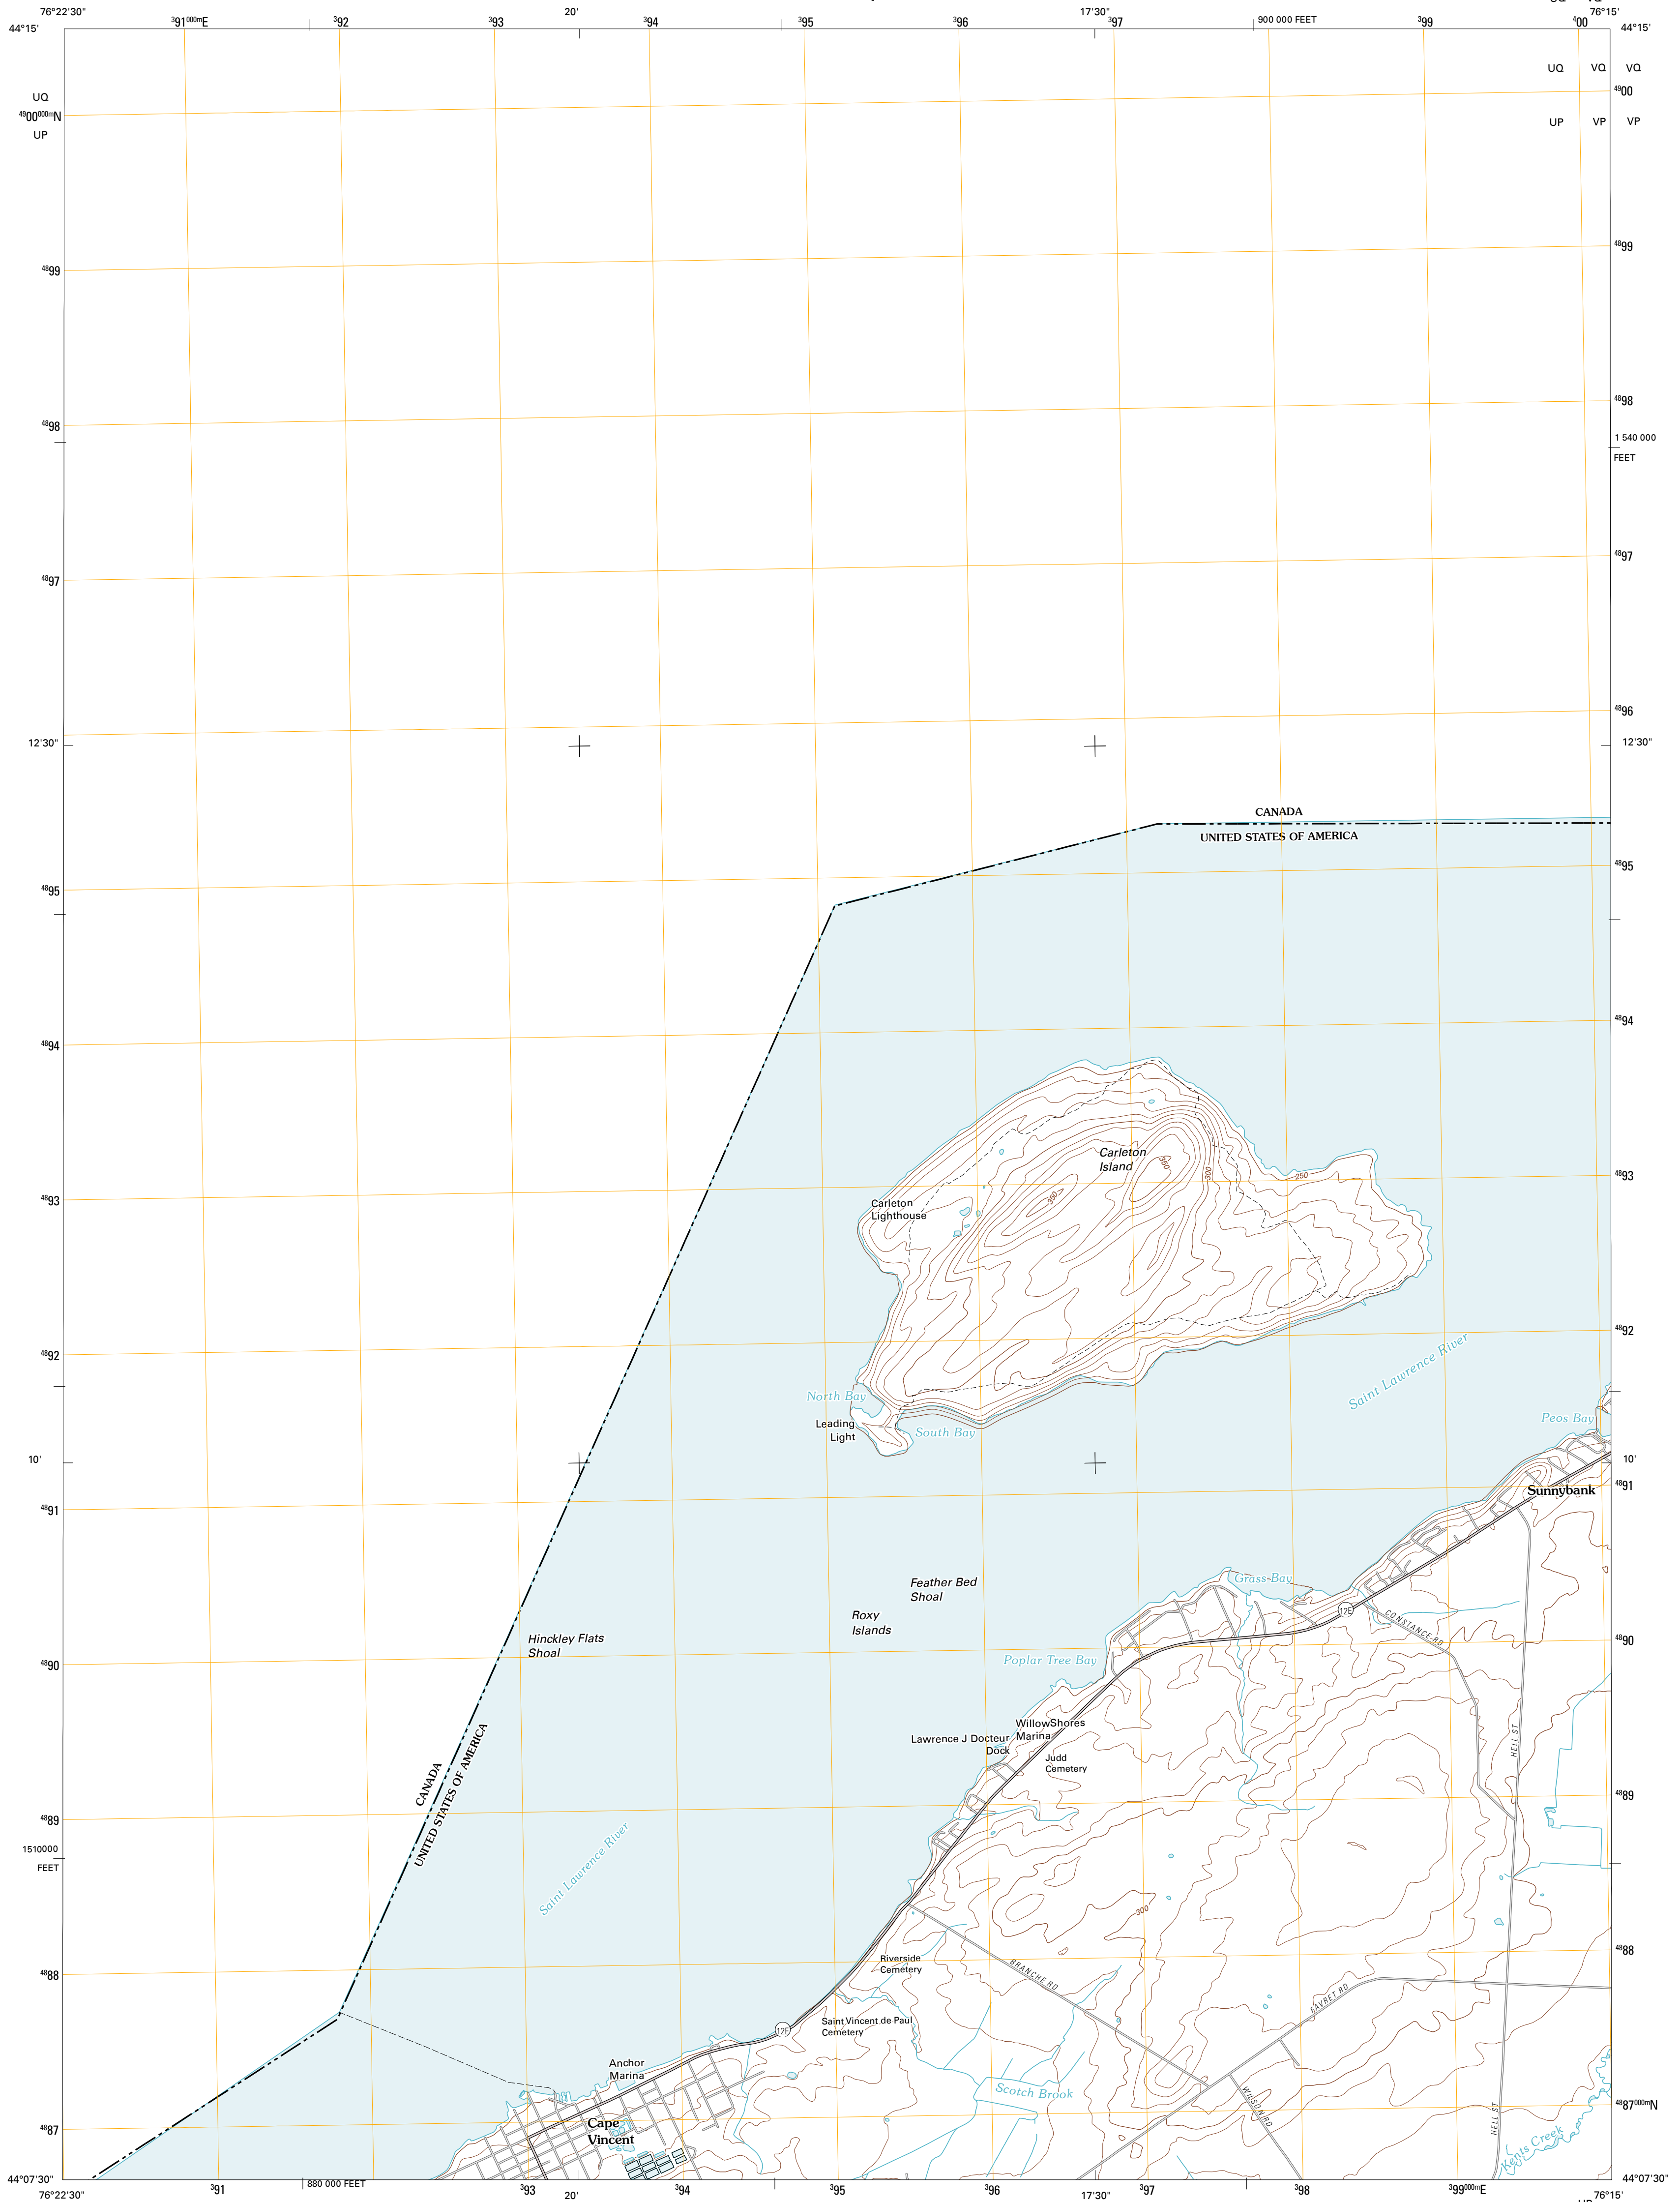 76°22'30"
391000mE
392
393
20'
394
395
396
17'30"
397
900 000 FEET
399
400
76°15'
44°15'
44°15'
UQ
VQ
VQ
UQ
4900000mN
UP
4900
UP
VP
VP
4899
4899
4898
4898
1 540 000
FEET
4897
4897
4896
12'30"
12'30"
CANADA
UNITED STATES OF AMERICA
4895
4895
4894
4894
Carleton
Island
350
300
250
350
4893
4893
Carleton
Lighthouse
4892
4892
Saint Lawrence River
North Bay
Leading
Light
South Bay
Peos Bay
10'
10'
4891
4891
Sunnybank
Feather Bed
Shoal
Grass Bay
Roxy
Islands
12E
CONSTANCE RD
Hinckley Flats
Shoal
4890
4890
Poplar Tree Bay
WillowShores
Marina
Lawrence J Docteur
Dock
Judd
Cemetery
HELL ST
CANADA
UNITED STATES OF AMERICA
4889
4889
1510000
FEET
Saint Lawrence River
300
4888
4888
Riverside
Cemetery
BRANCHE RD
FAVRET RD
Saint Vincent de Paul
Cemetery
12E
Anchor
Marina
Scotch Brook
WILSON RD
HELL ST
4887
4887000mN
Cape
Vincent
Kents Creek
44°07'30"
44°07'30"
76°22'30"
391
880 000 FEET
20'
393
394
395
396
17'30"
397
398
399000mE
76°15'